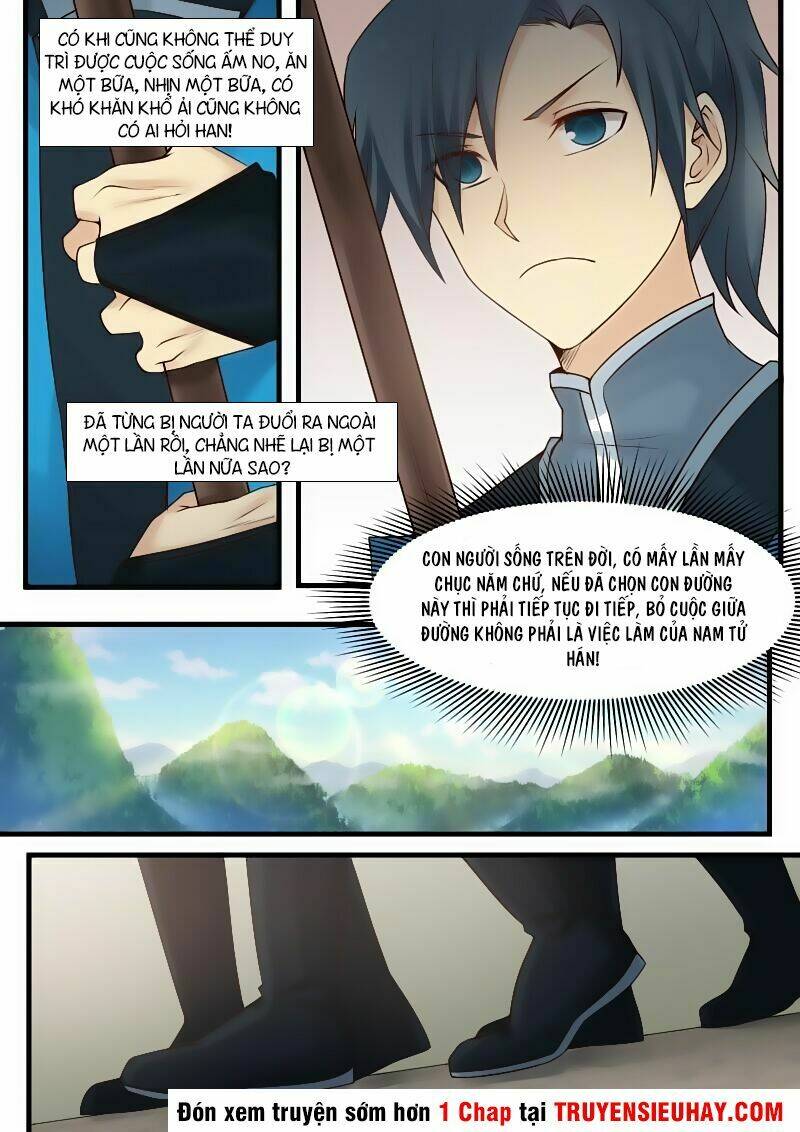 CÓ KHI CŨNG KHÔNG THỂ DUY
TRÌ ĐƯỢC CUỘC SỐNG ẤM NO, ĂN
MỘT BỮA, NHỊN MỘT BỮA, CÓ
KHÓ KHĂN KHỔ ẢI CŨNG KHÔNG
CÓ AI HỎI HAN!
ĐÃ TỪNG BỊ NGƯỜI TA ĐUỔI RA NGOÀI
MỘT LẦN RỒI, CHẲNG NHẼ LẠI BỊ MỘT
LẦN NỮA SAO?
CON NGƯỜI SỐNG TRÊN ĐỜI, CÓ MẤY LẦN MẤY
CHỤC NĂM CHỨ, NẾU ĐÃ CHỌN CON ĐƯỜNG
NÀY THÌ PHẢI TIẾP TỤC ĐI TIẾP, BỎ CUỘC GIỮA
ĐƯỜNG KHÔNG PHẢI LÀ VIỆC LÀM CỦA NAM TỬ
HÁN!
Đón xem truyện sớm hơn 1 Chap tại TRUYENSIEUHAY.COM